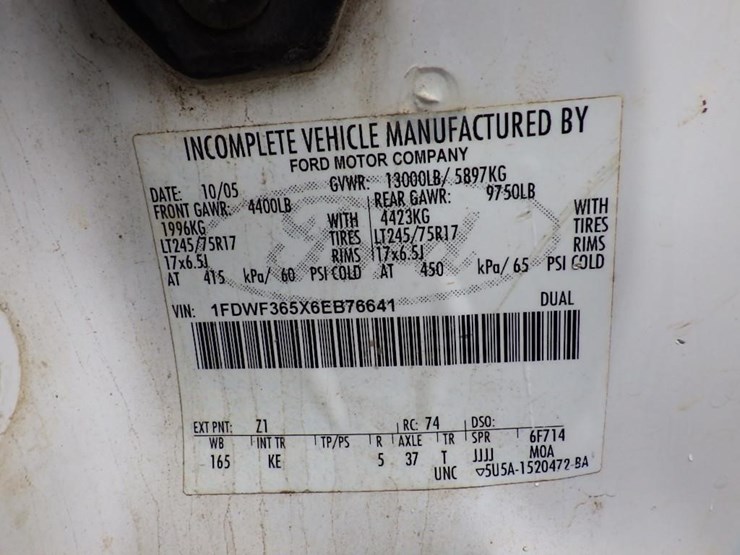 INCOMPLETE VEHICLE MANUFACTURED BY
FORD MOTOR COMPANY
DATE: 10/05 GVWR: 13000LB/ 5897KG
FRONT GAWR: 4400LB REAR GAWR: 9750LB
1996KG WITH 4423KG WITH
LT245/75R17 TIRES LT245/75R17 TIRES
17x6.5J RIMS 17x6.5J RIMS
AT 415 kPa/ 60 PSI COLD AT 450 kPa/ 65 PSI COLD
VIN: 1FDWF365X6EB76641 DUAL
EXT PNT: Z1 RC: 74 DSO:
WB INT TR TP/PS R AXLE TR SPR 6F714
165 KE 5 37 T JJJJ MOA
UNC ▽5U5A-1520472-BA